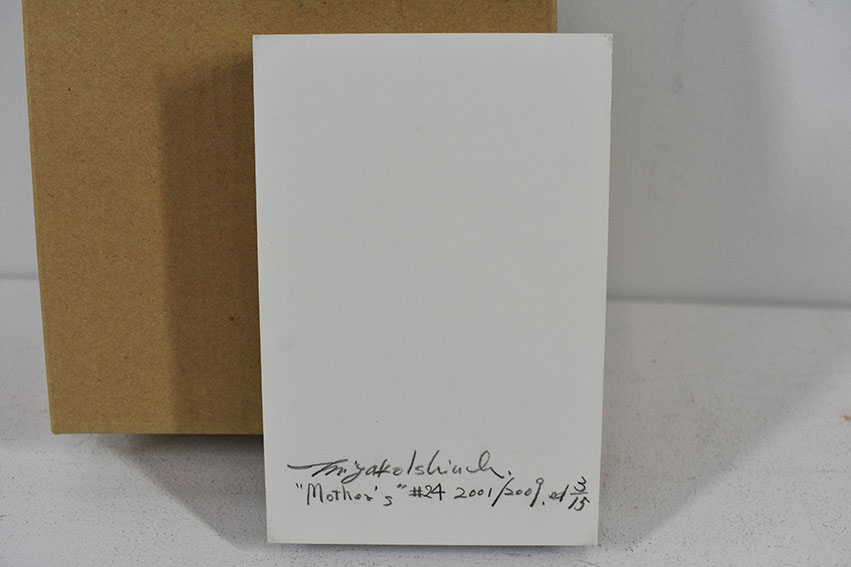 Miyako Ishiuchi.
"Mother's" #24 2001/2009. ed 3/15